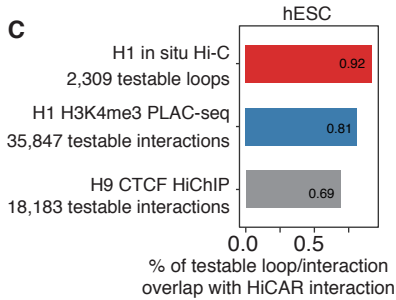 C
hESC
H1 in situ Hi-C
2,309 testable loops
0.92
H1 H3K4me3 PLAC-seq
35,847 testable interactions
0.81
H9 CTCF HiChIP
18,183 testable interactions
0.69
0.0 0.5
% of testable loop/interaction
overlap with HiCAR interaction